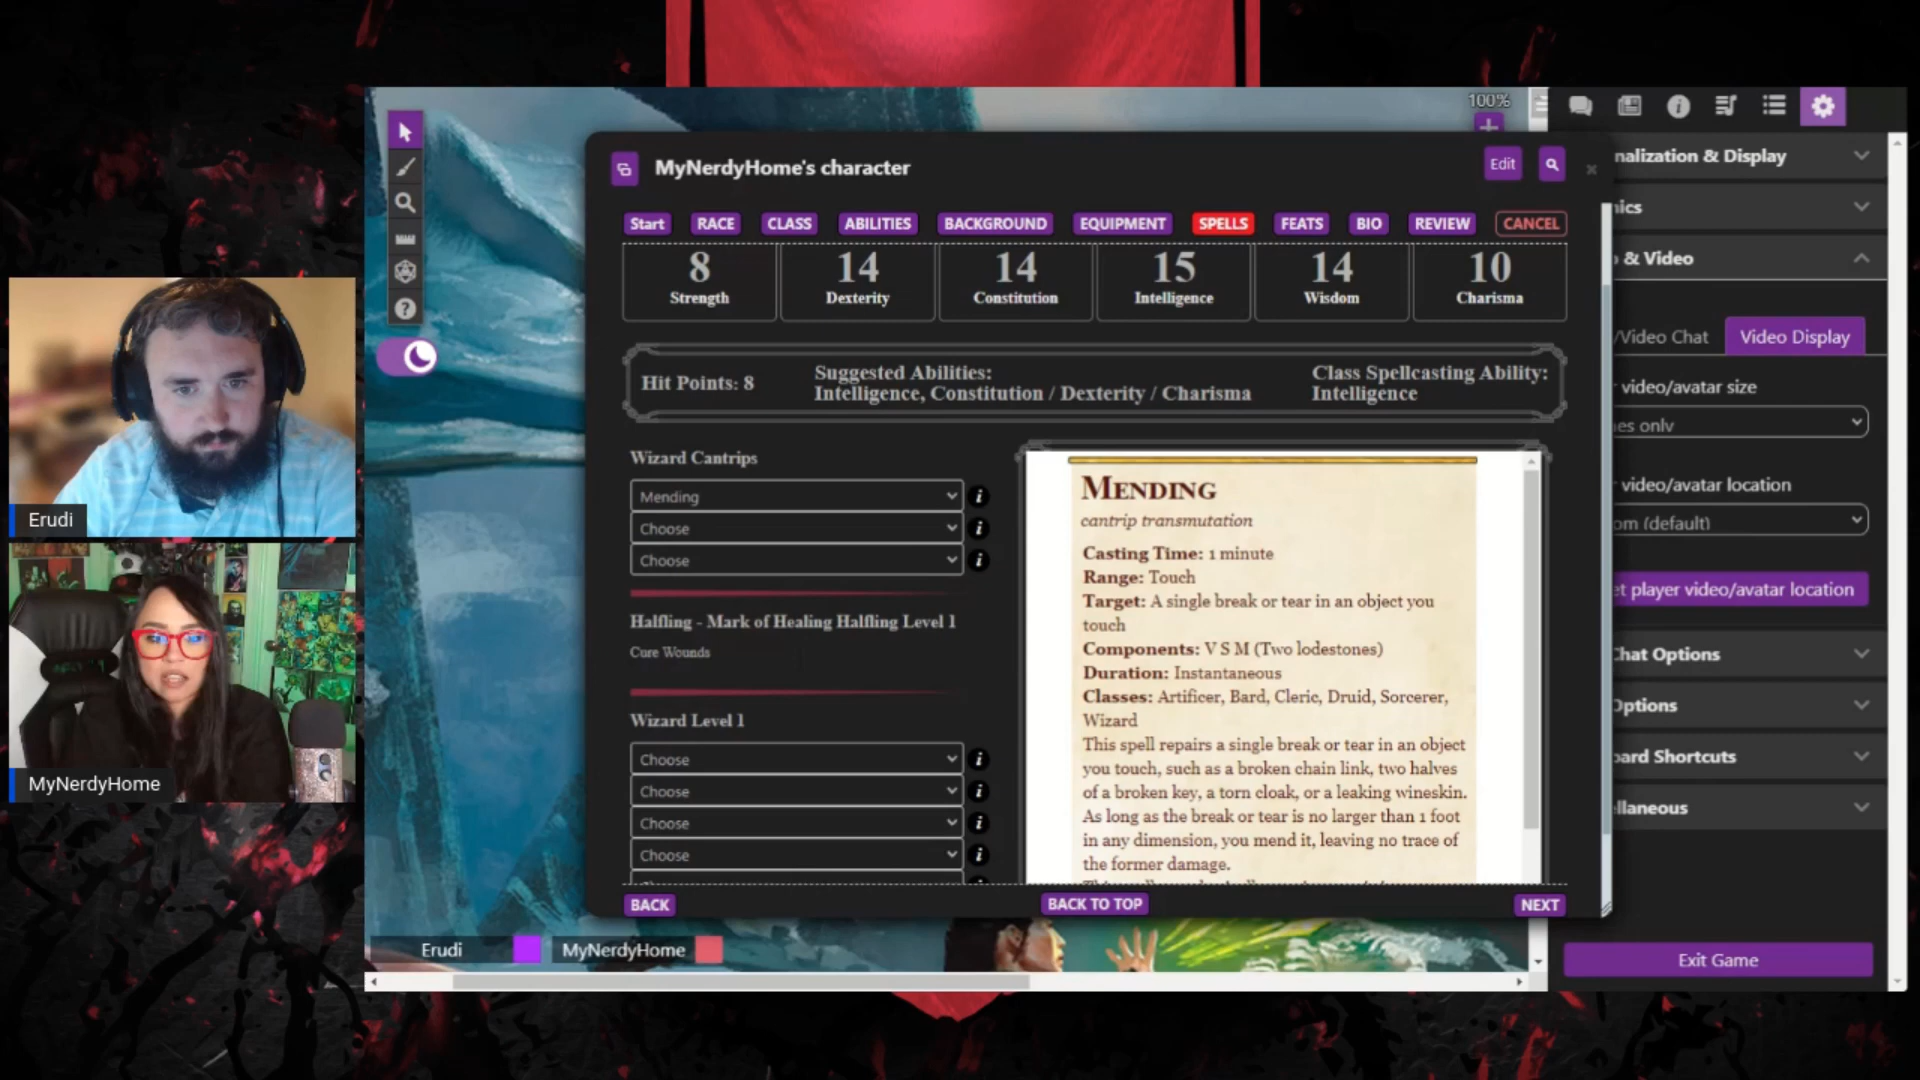 100%
MyNerdyHome's character
Edit
Start RACE CLASS ABILITIES BACKGROUND EQUIPMENT SPELLS FEATS BIO REVIEW CANCEL
8 14 14 15 14 10
Strength Dexterity Constitution Intelligence Wisdom Charisma
Hit Points: 8
Suggested Abilities:
Intelligence, Constitution / Dexterity / Charisma
Class Spellcasting Ability:
Intelligence
Wizard Cantrips
Mending
Choose
Choose
Halfling - Mark of Healing Halfling Level 1
Cure Wounds
Wizard Level 1
Choose
Choose
Choose
Choose
MENDING
cantrip transmutation
Casting Time: 1 minute
Range: Touch
Target: A single break or tear in an object you
touch
Components: V S M (Two lodestones)
Duration: Instantaneous
Classes: Artificer, Bard, Cleric, Druid, Sorcerer,
Wizard
This spell repairs a single break or tear in an object
you touch, such as a broken chain link, two halves
of a broken key, a torn cloak, or a leaking wineskin.
As long as the break or tear is no larger than 1 foot
in any dimension, you mend it, leaving no trace of
the former damage.
BACK
BACK TO TOP
NEXT
nalization & Display
nics
& Video
/Video Chat
Video Display
video/avatar size
es only
video/avatar location
om (default)
et player video/avatar location
Chat Options
Options
oard Shortcuts
llaneous
Exit Game
Erudi
MyNerdyHome
Erudi
MyNerdyHome